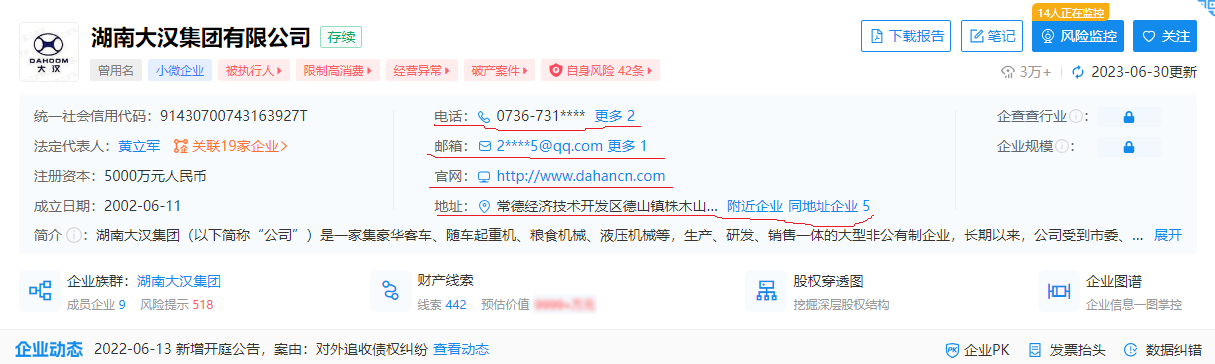 14人正在监控
湖南大汉集团有限公司 存续 下载报告 笔记 风险监控 关注
DAHOOM
大汉
曾用名 小微企业 被执行人 限制高消费 经营异常 破产案件 自身风险 42条 3万+ 2023-06-30更新
统一社会信用代码：91430700743163927T 电话： 0736-731**** 更多 2 企查查行业：
法定代表人：黄立军 关联19家企业 邮箱： 2****5@qq.com 更多 1 企业规模：
注册资本：5000万元人民币 官网： http://www.dahancn.com
成立日期：2002-06-11 地址： 常德经济技术开发区德山镇株木山... 附近企业 同地址企业 5
简介：湖南大汉集团（以下简称“公司”）是一家集豪华客车、随车起重机、粮食机械、液压机械等，生产、研发、销售一体的大型非公有制企业，长期以来，公司受到市委、... 展开
企业族群：湖南大汉集团 财产线索 股权穿透图 企业图谱
成员企业 9 风险提示 518 线索 442 预估价值 挖掘深层股权结构 企业信息一图掌控
企业动态 2022-06-13 新增开庭公告，案由：对外追收债权纠纷 查看动态 PK 企业PK 发票抬头 数据纠错